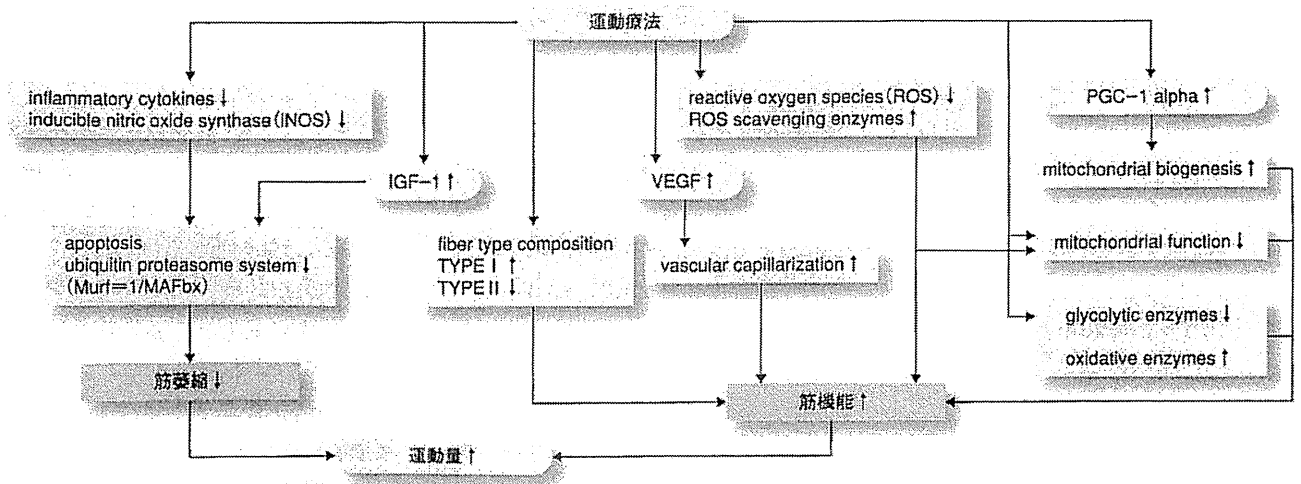 運動療法
inflammatory cytokines ↓
inducible nitric oxide synthase (iNOS) ↓
reactive oxygen species (ROS) ↓
ROS scavenging enzymes ↑
PGC-1 alpha ↑
IGF-1 ↑
VEGF ↑
mitochondrial biogenesis ↑
apoptosis
ubiquitin proteasome system ↓
(Murf=1/MAFbx)
fiber type composition
TYPE I ↑
TYPE II ↓
vascular capillarization ↑
mitochondrial function ↓
glycolytic enzymes ↓
oxidative enzymes ↑
筋萎縮 ↓
筋機能 ↑
運動量 ↑